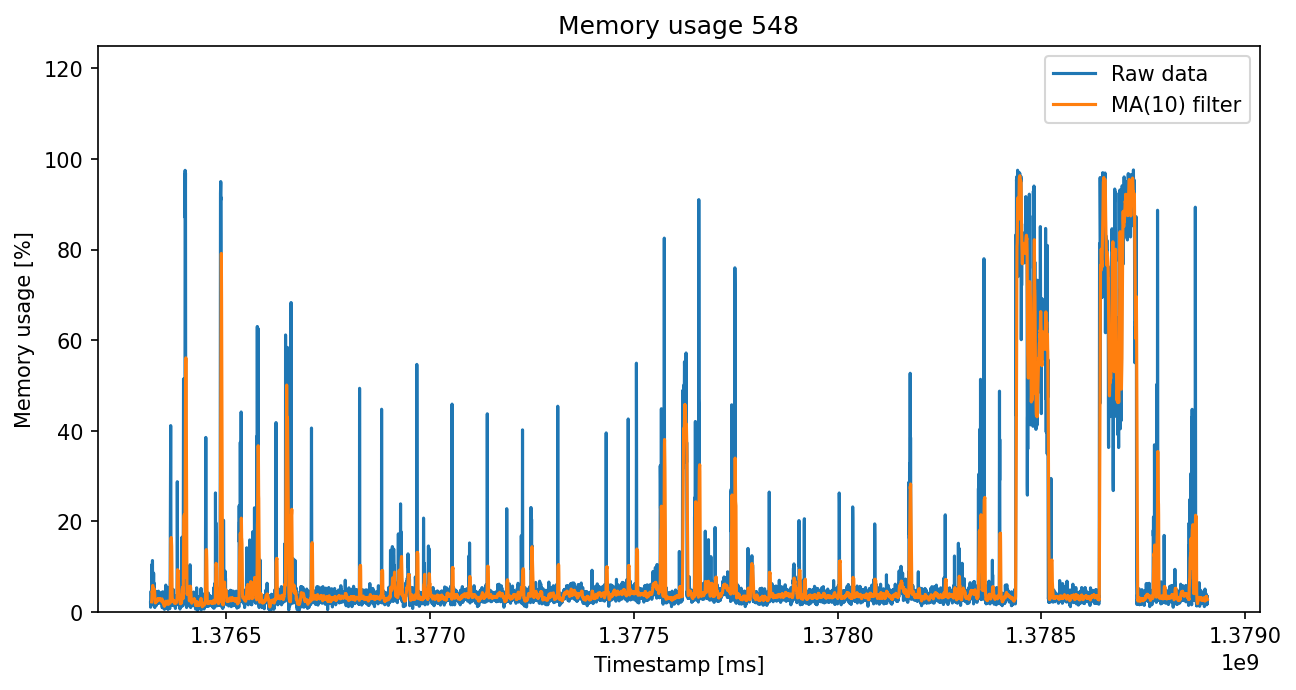 Memory usage 548
Raw data
MA(10) filter
Memory usage [%]
120
100
80
60
40
20
0
1.3765
1.3770
1.3775
1.3780
1.3785
1.3790
1e9
Timestamp [ms]